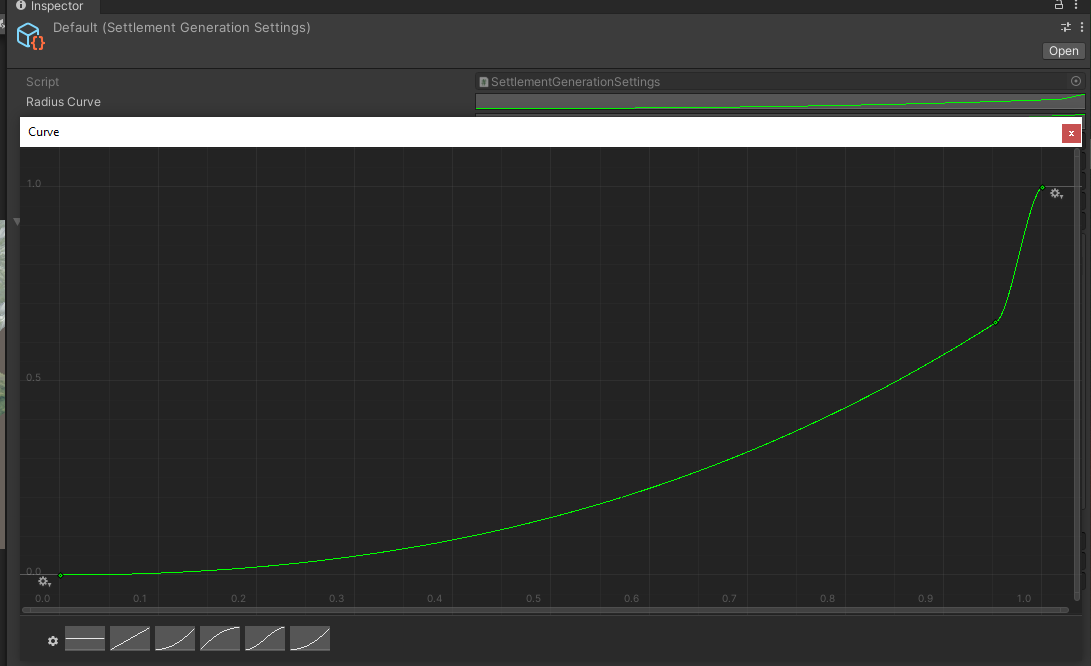 Inspector
Default (Settlement Generation Settings)
Open
Script
SettlementGenerationSettings
Radius Curve
Curve
x
1.0
0.5
0.0
0.0 0.1 0.2 0.3 0.4 0.5 0.6 0.7 0.8 0.9 1.0